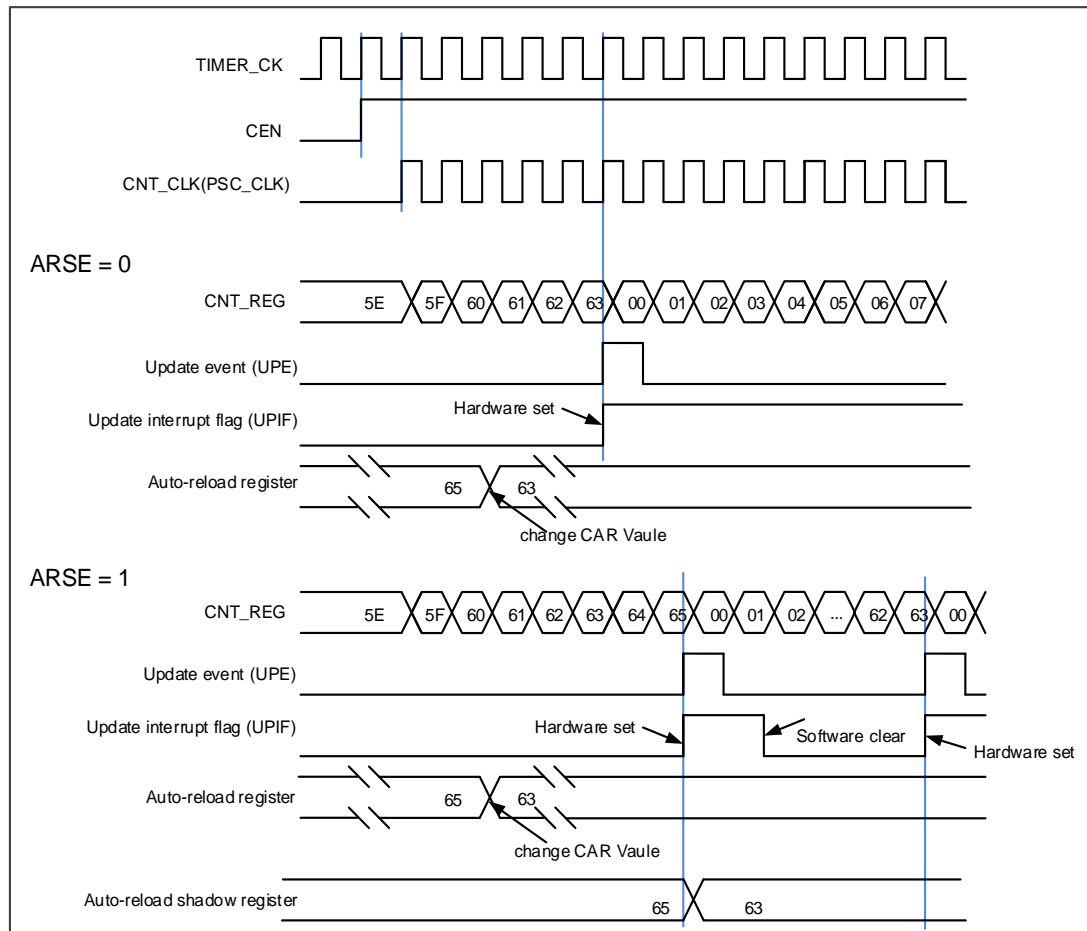 TIMER_CK
CEN
CNT_CLK(PSC_CLK)
ARSE = 0
CNT_REG 5E 5F 60 61 62 63 00 01 02 03 04 05 06 07
Update event (UPE)
Hardware set
Update interrupt flag (UPIF)
Auto-reload register
65 63
change CAR Vaule
ARSE = 1
CNT_REG 5E 5F 60 61 62 63 64 65 00 01 02 ... 62 63 00
Update event (UPE)
Update interrupt flag (UPIF) Hardware set Software clear
Hardware set
Auto-reload register 65 63
change CAR Vaule
Auto-reload shadow register 65 63